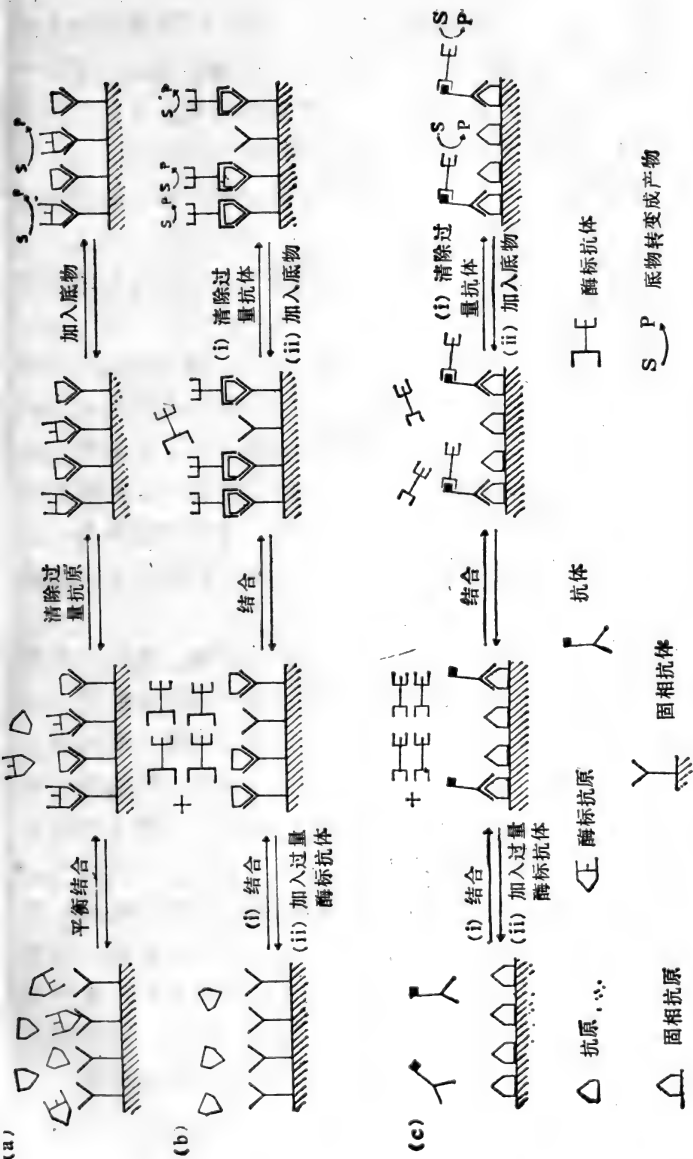 (a)
平衡结合
清除过
量抗原
加入底物
S P
S P
(b)
(i) 结合
(ii) 加入过量
酶标抗体
+
结合
(i) 清除过
量抗体
(ii) 加入底物
S P
S P
S P
(c)
(i) 结合
(ii) 加入过量
酶标抗体
+
结合
(i) 清除过
量抗体
(ii) 加入底物
S
P
S
P
抗原
酶标抗原
抗体
酶标抗体
固相抗原
固相抗体
S P
底物转变成产物